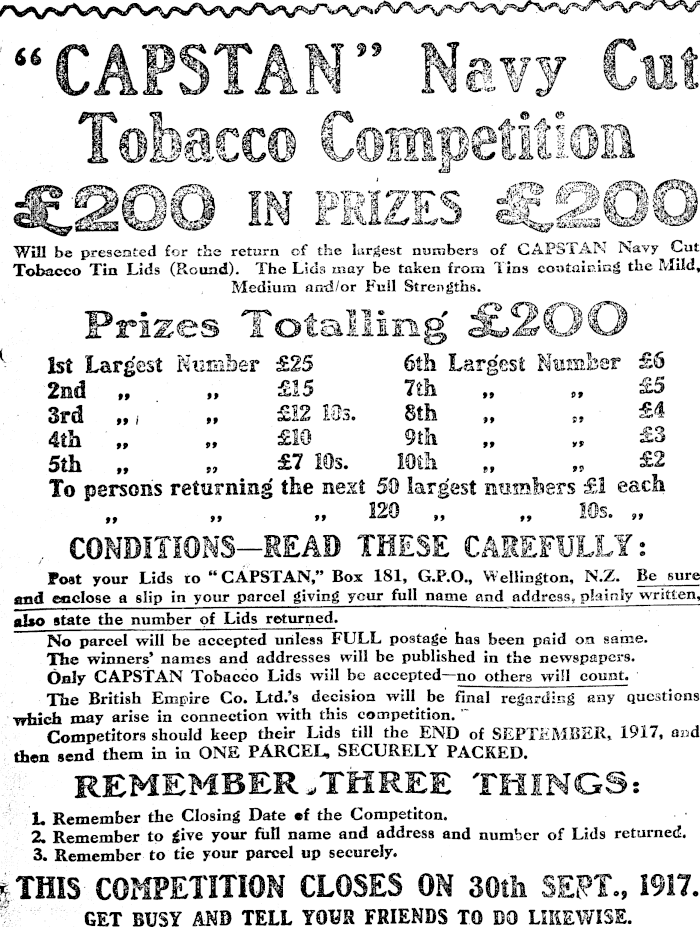 “CAPSTAN” Navy Cut
Tobacco Competition
£200 IN PRIZES £200
Will be presented for the return of the largest numbers of CAPSTAN Navy Cut
Tobacco Tin Lids (Round). The Lids may be taken from Tins containing the Mild,
Medium and/or Full Strengths.
Prizes Totalling £200
1st Largest Number £25 6th Largest Number £6
2nd „ „ £15 7th „ „ £5
3rd „ „ £12 10s. 8th „ „ £4
4th „ „ £10 9th „ „ £3
5th „ „ £7 10s. 10th „ „ £2
To persons returning the next 50 largest numbers £1 each
„ „ „ 120 „ „ 10s. „
CONDITIONS—READ THESE CAREFULLY:
Post your Lids to “CAPSTAN,” Box 181, G.P.O., Wellington, N.Z. Be sure
and enclose a slip in your parcel giving your full name and address, plainly written,
also state the number of Lids returned.
No parcel will be accepted unless FULL postage has been paid on same.
The winners’ names and addresses will be published in the newspapers.
Only CAPSTAN Tobacco Lids will be accepted—no others will count.
The British Empire Co. Ltd.’s decision will be final regarding any questions
which may arise in connection with this competition.
Competitors should keep their Lids till the END of SEPTEMBER, 1917, and
then send them in in ONE PARCEL, SECURELY PACKED.
REMEMBER THREE THINGS:
1. Remember the Closing Date of the Competiton.
2. Remember to give your full name and address and number of Lids returned.
3. Remember to tie your parcel up securely.
THIS COMPETITION CLOSES ON 30th SEPT., 1917.
GET BUSY AND TELL YOUR FRIENDS TO DO LIKEWISE.